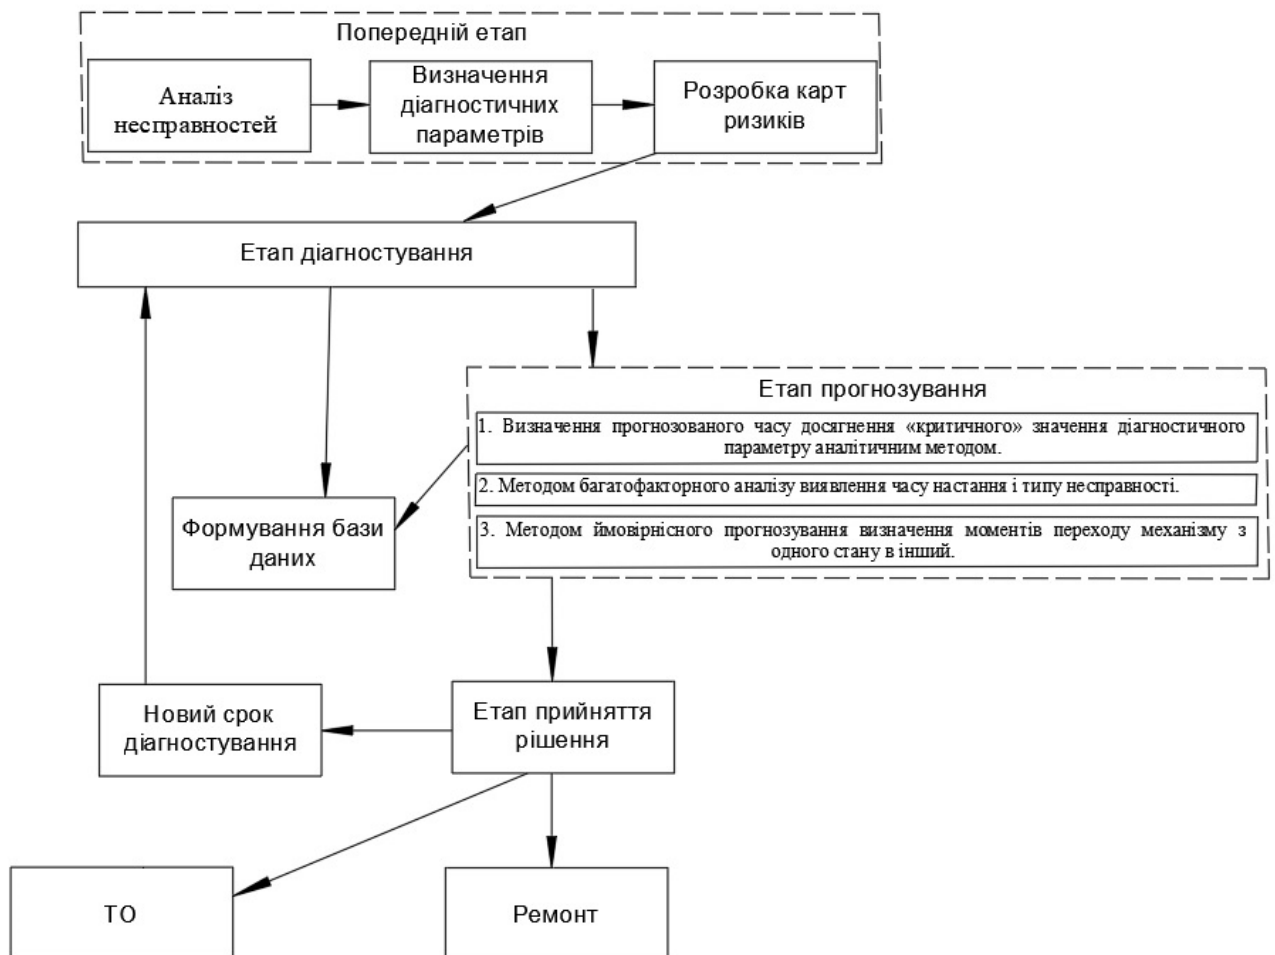 Попередній етап
Аналіз
несправностей
Визначення
діагностичних
параметрів
Розробка карт
ризиків
Етап діагностування
Етап прогнозування
1. Визначення прогнозованого часу досягнення «критичного» значення діагностичного
параметру аналітичним методом.
2. Методом багатофакторного аналізу виявлення часу настання і типу несправності.
3. Методом ймовірнісного прогнозування визначення моментів переходу механізму з
одного стану в інший.
Формування бази
даних
Новий срок
діагностування
Етап прийняття
рішення
ТО
Ремонт